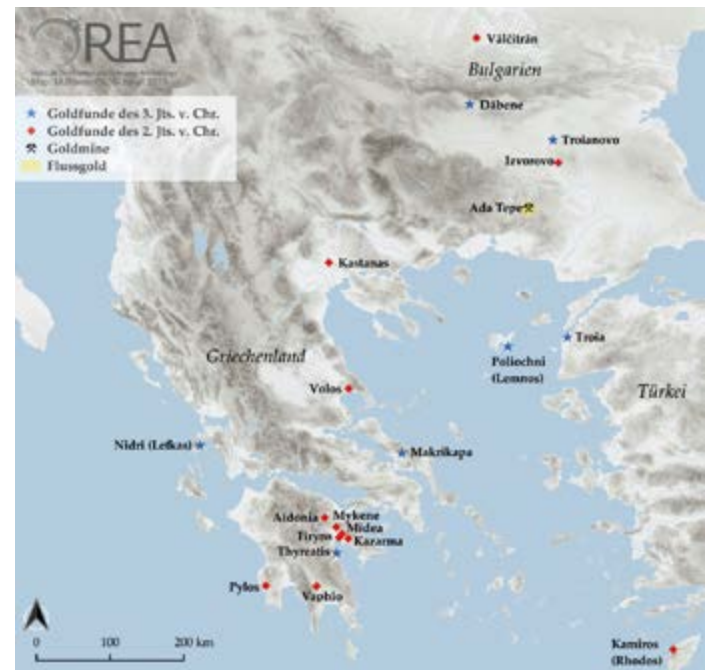 OREA
Goldfunde des 3. Jts. v. Chr.
Goldfunde des 2. Jts. v. Chr.
Goldmine
Flussgold
Vălčitrăn
Bulgarien
Dăbene
Troianovo
Izvorovo
Ada Tepe
Kastanas
Griechenland
Troia
Poliochni
(Lemnos)
Türkei
Volos
Nidri (Lefkas)
Makrikapa
Aidonia
Mykene
Midea
Tiryns
Kazarma
Thyreatis
Pylos
Vaphio
Kamiros
(Rhodos)
0 100 200 km